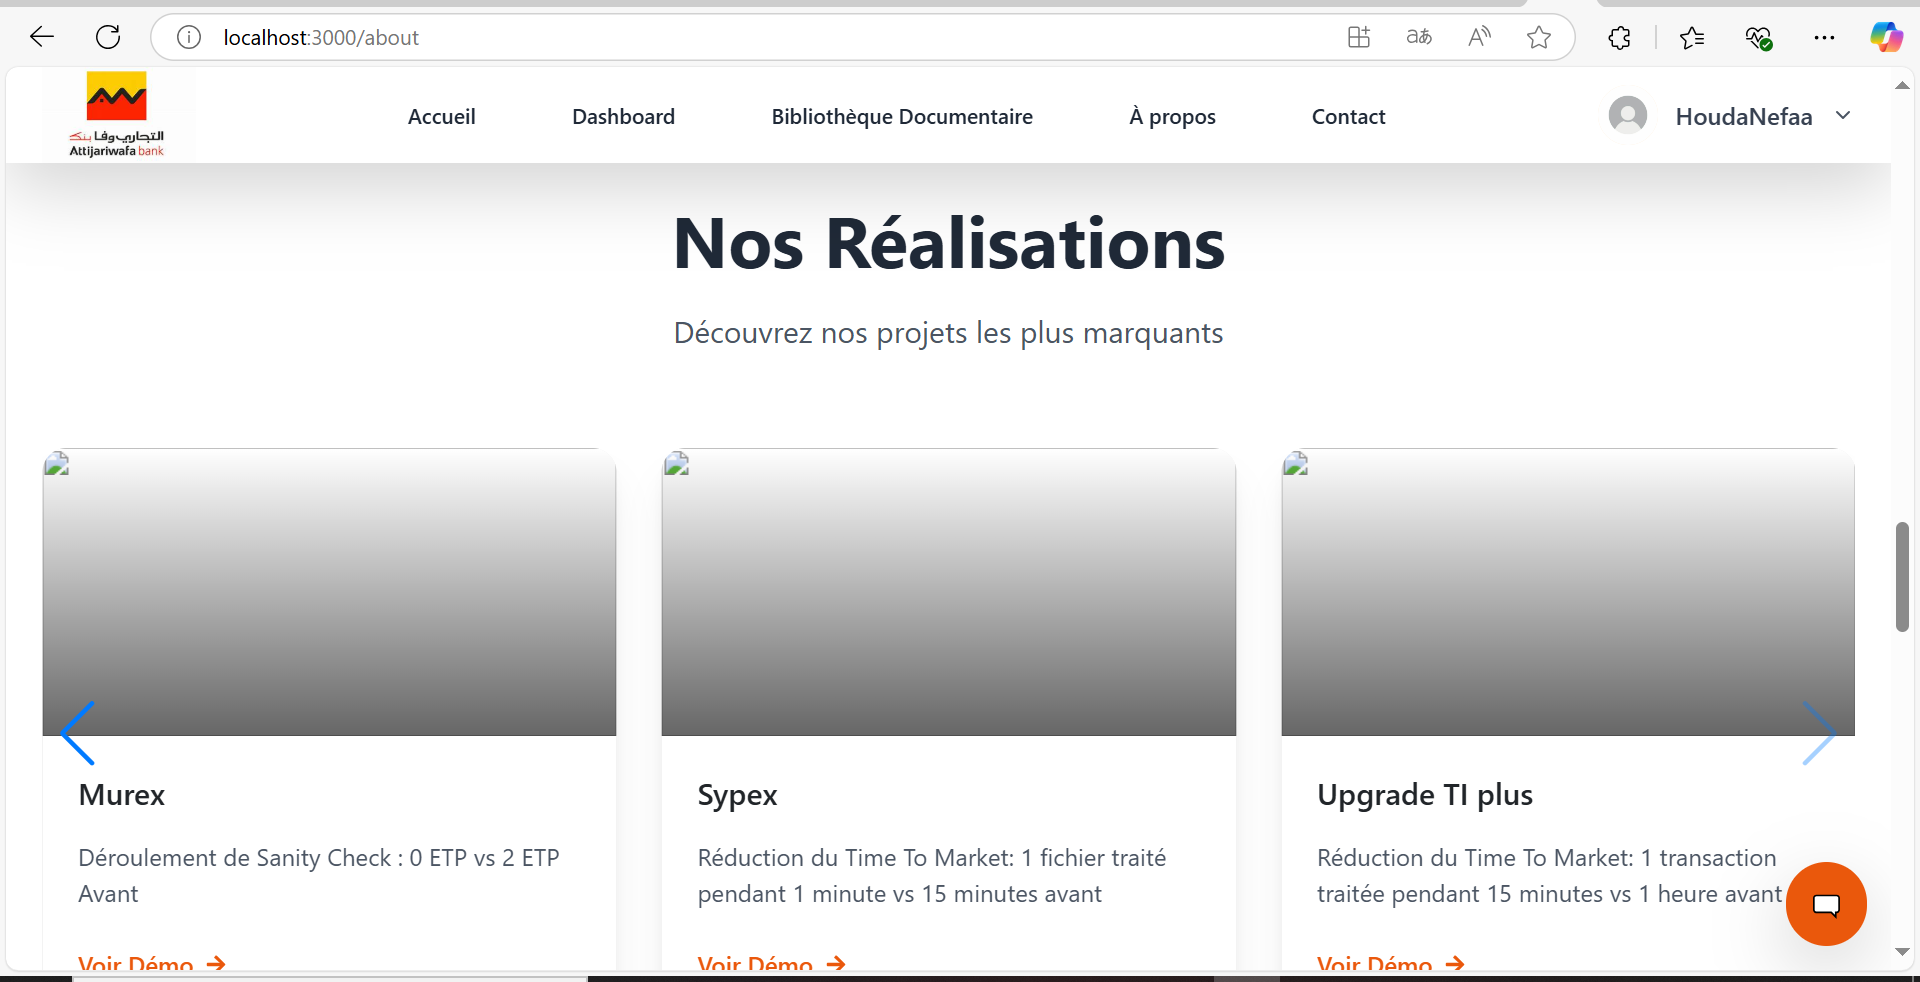 localhost:3000/about
التجاري وفا بنك
Attijariwafa bank
Accueil
Dashboard
Bibliothèque Documentaire
À propos
Contact
HoudaNefaa
Nos Réalisations
Découvrez nos projets les plus marquants
Murex
Déroulement de Sanity Check : 0 ETP vs 2 ETP
Avant
Voir Démo
Sypex
Réduction du Time To Market: 1 fichier traité
pendant 1 minute vs 15 minutes avant
Voir Démo
Upgrade TI plus
Réduction du Time To Market: 1 transaction
traitée pendant 15 minutes vs 1 heure avant
Voir Démo